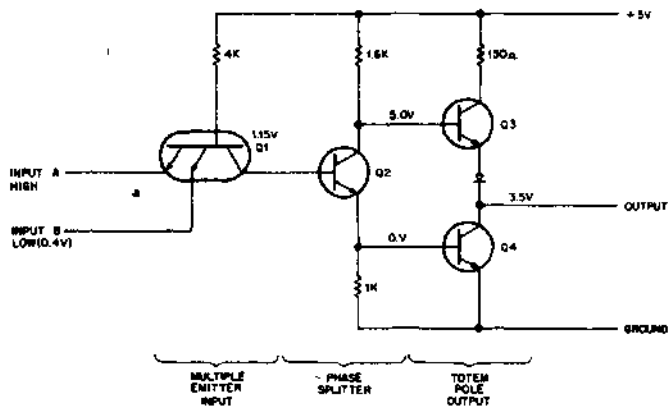 +5V
4K
1.6K
150Ω
1.15V
Q1
5.0V
Q3
INPUT A
HIGH
a
Q2
3.5V
OUTPUT
INPUT B
LOW(0.4V)
0.V
Q4
1K
GROUND
MULTIPLE
EMITTER
INPUT
PHASE
SPLITTER
TOTEM
POLE
OUTPUT